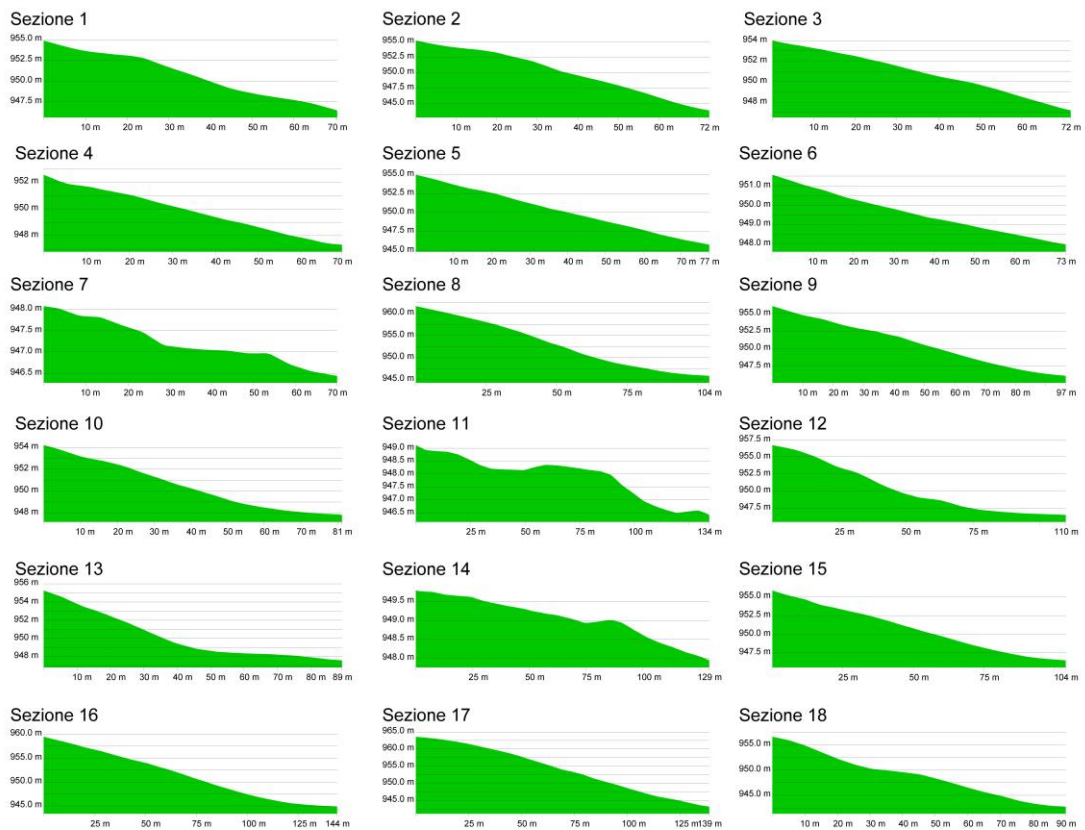 Sezione 1
955.0 m
952.5 m
950.0 m
947.5 m
10 m 20 m 30 m 40 m 50 m 60 m 70 m
Sezione 2
955.0 m
952.5 m
950.0 m
947.5 m
945.0 m
10 m 20 m 30 m 40 m 50 m 60 m 72 m
Sezione 3
954 m
952 m
950 m
948 m
10 m 20 m 30 m 40 m 50 m 60 m 72 m
Sezione 4
952 m
950 m
948 m
10 m 20 m 30 m 40 m 50 m 60 m 70 m
Sezione 5
955.0 m
952.5 m
950.0 m
947.5 m
945.0 m
10 m 20 m 30 m 40 m 50 m 60 m 70 m 77 m
Sezione 6
951.0 m
950.0 m
949.0 m
948.0 m
10 m 20 m 30 m 40 m 50 m 60 m 73 m
Sezione 7
948.0 m
947.5 m
947.0 m
946.5 m
10 m 20 m 30 m 40 m 50 m 60 m 70 m
Sezione 8
960.0 m
955.0 m
950.0 m
945.0 m
25 m 50 m 75 m 104 m
Sezione 9
955.0 m
952.5 m
950.0 m
947.5 m
10 m 20 m 30 m 40 m 50 m 60 m 70 m 80 m 97 m
Sezione 10
954 m
952 m
950 m
948 m
10 m 20 m 30 m 40 m 50 m 60 m 70 m 81 m
Sezione 11
949.0 m
948.5 m
948.0 m
947.5 m
947.0 m
946.5 m
25 m 50 m 75 m 100 m 134 m
Sezione 12
957.5 m
955.0 m
952.5 m
950.0 m
947.5 m
25 m 50 m 75 m 110 m
Sezione 13
956 m
954 m
952 m
950 m
948 m
10 m 20 m 30 m 40 m 50 m 60 m 70 m 80 m 89 m
Sezione 14
949.5 m
949.0 m
948.5 m
948.0 m
25 m 50 m 75 m 100 m 129 m
Sezione 15
955.0 m
952.5 m
950.0 m
947.5 m
25 m 50 m 75 m 104 m
Sezione 16
960.0 m
955.0 m
950.0 m
945.0 m
25 m 50 m 75 m 100 m 125 m 144 m
Sezione 17
965.0 m
960.0 m
955.0 m
950.0 m
945.0 m
25 m 50 m 75 m 100 m 125 m 139 m
Sezione 18
955.0 m
950.0 m
945.0 m
10 m 20 m 30 m 40 m 50 m 60 m 70 m 80 m 90 m